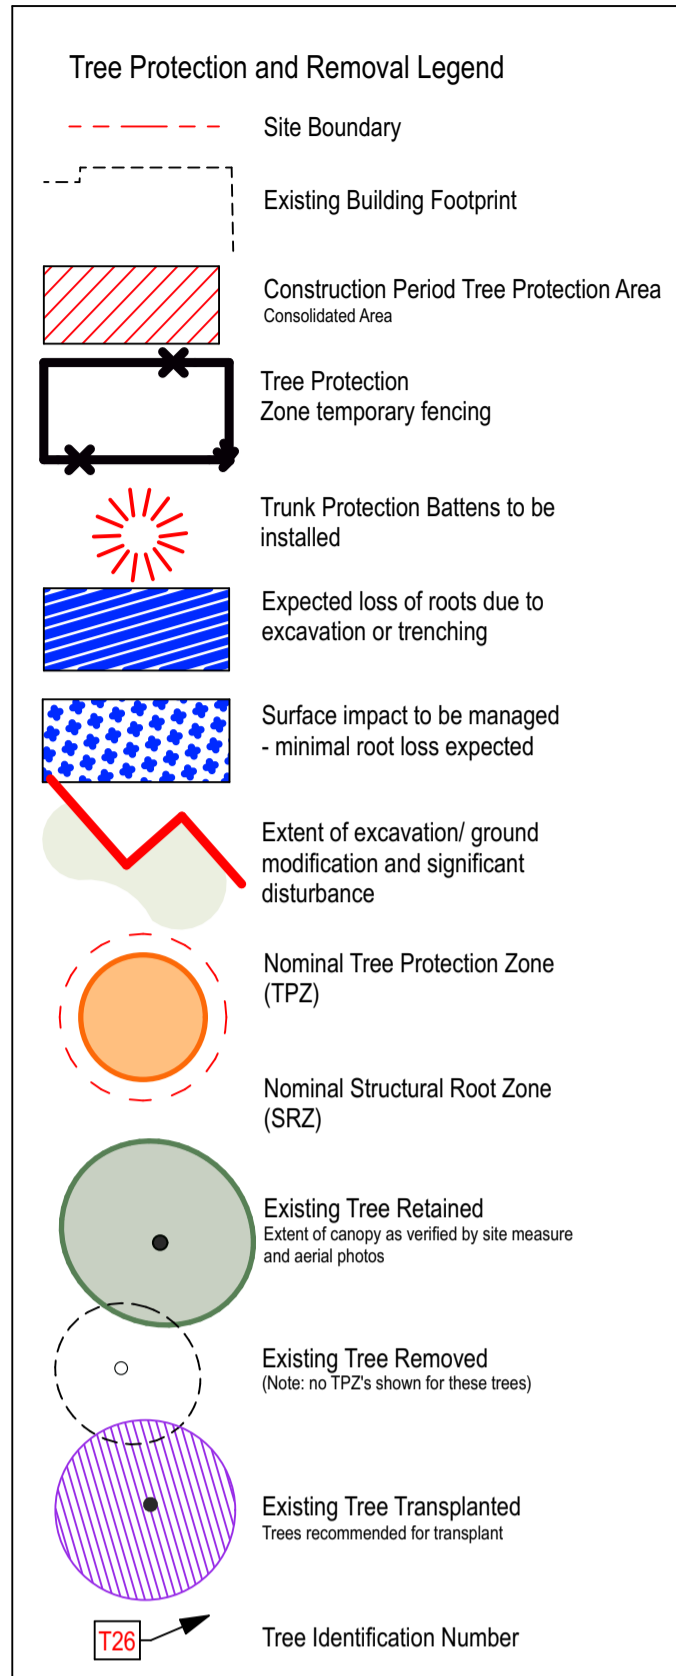 Tree Protection and Removal Legend
Site Boundary
Existing Building Footprint
Construction Period Tree Protection Area
Consolidated Area
Tree Protection
Zone temporary fencing
Trunk Protection Battens to be
installed
Expected loss of roots due to
excavation or trenching
Surface impact to be managed
- minimal root loss expected
Extent of excavation/ ground
modification and significant
disturbance
Nominal Tree Protection Zone
(TPZ)
Nominal Structural Root Zone
(SRZ)
Existing Tree Retained
Extent of canopy as verified by site measure
and aerial photos
Existing Tree Removed
(Note: no TPZ's shown for these trees)
Existing Tree Transplanted
Trees recommended for transplant
T26
Tree Identification Number